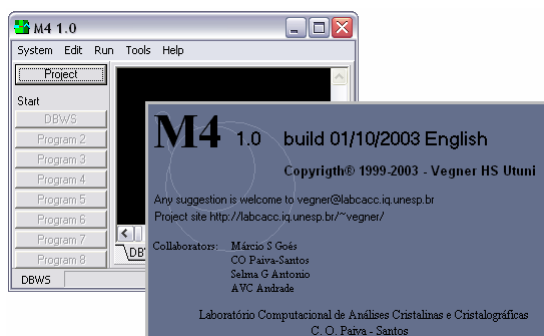 M4 1.0
System Edit Run Tools Help
Project
Start
DBWS
Program 2
Program 3
Program 4
Program 5
Program 6
Program 7
Program 8
DBWS
M4 1.0 build 01/10/2003 English
Copyrigth® 1999-2003 - Vegner HS Utuni
Any suggestion is welcome to vegner@labcacc.iq.unesp.br
Project site http://labcacc.iq.unesp.br/~vegner/
Collaborators: Márcio S Goés
CO Paiva-Santos
Selma G Antonio
AVC Andrade
Laboratório Computacional de Análises Cristalinas e Cristalográficas
C. O. Paiva - Santos